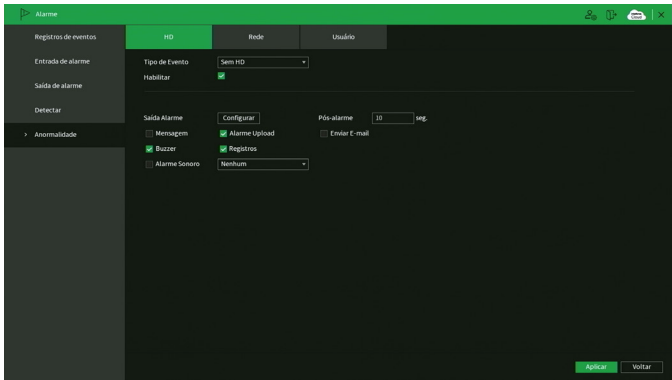 Alarme
Cloud
Registros de eventos
Entrada de alarme
Saída de alarme
Detectar
> Anormalidade
HD Rede Usuário
Tipo de Evento Sem HD
Habilitar
Saída Alarme Configurar Pós-alarme 10 seg.
Mensagem Alarme Upload Enviar E-mail
Buzzer Registros
Alarme Sonoro Nenhum
Aplicar Voltar